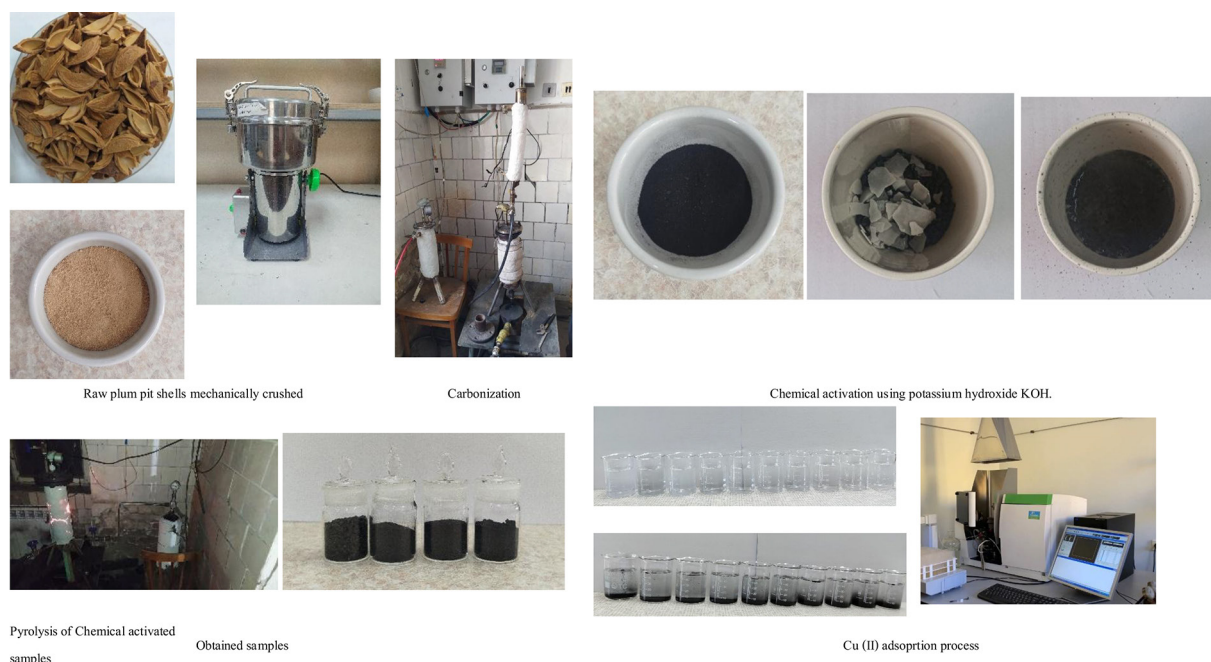 Raw plum pit shells mechanically crushed
Carbonization
Chemical activation using potassium hydroxide KOH.
Pyrolysis of Chemical activated
samples
Obtained samples
Cu (II) adsoprtion process